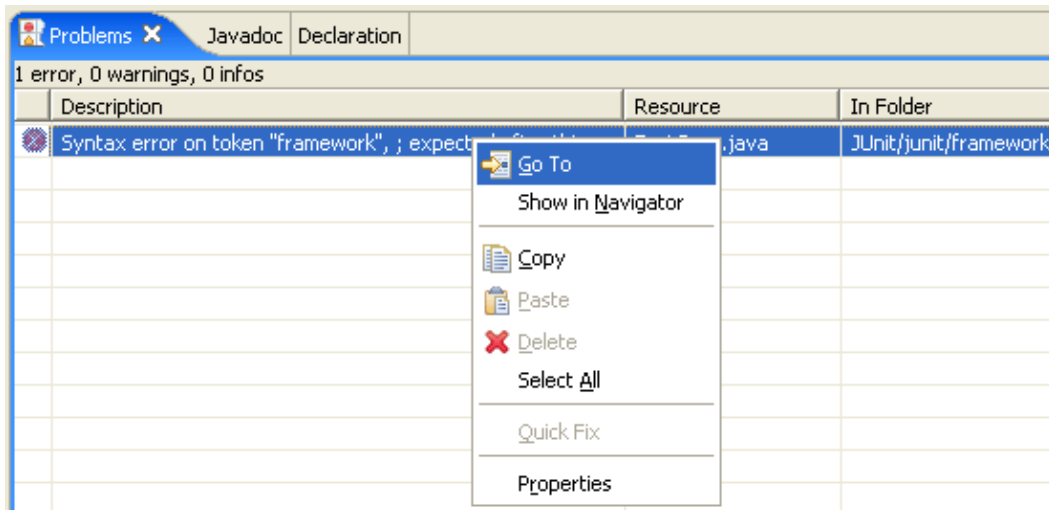 Problems Javadoc Declaration
1 error, 0 warnings, 0 infos
Description Resource In Folder
Syntax error on token "framework", ; expect .java JUnit/junit/framework
Go To
Show in Navigator
Copy
Paste
Delete
Select All
Quick Fix
Properties